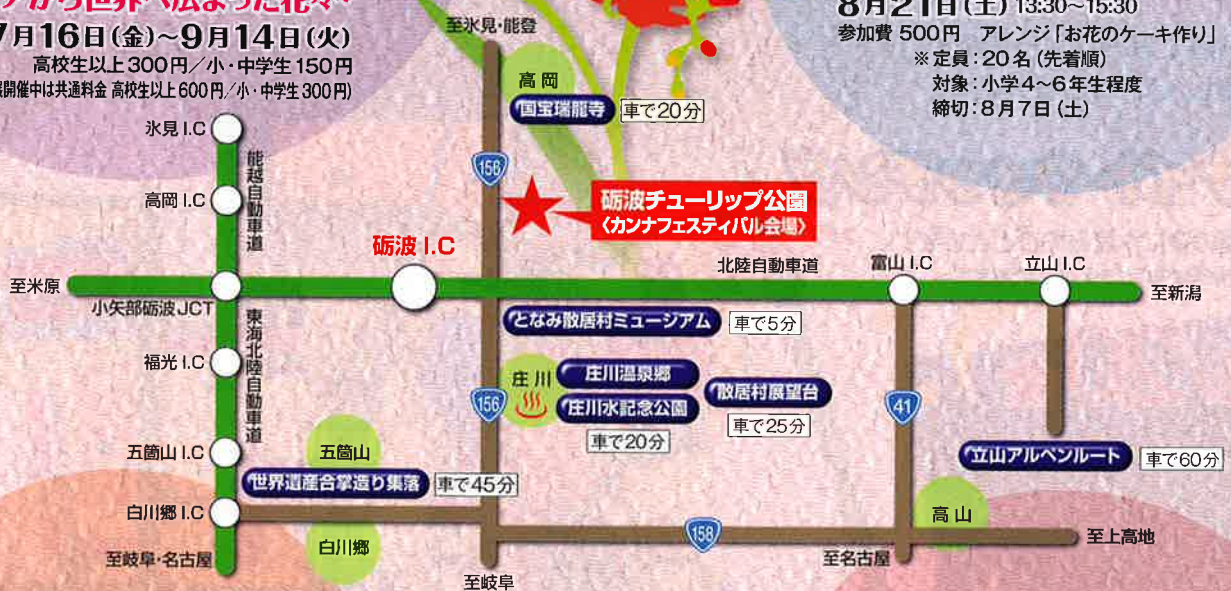 アから世界へ広まった花々
7月16日(金)〜9月14日(火)
高校生以上300円／小・中学生150円
開催中は共通料金 高校生以上600円／小・中学生300円)
8月21日(土) 13:30〜15:30
参加費 500円 アレンジ「お花のケーキ作り」
※定員：20名(先着順)
対象：小学4〜6年生程度
締切：8月7日(土)
至氷見・能登
高岡
国宝瑞龍寺
車で20分
氷見I.C
能越自動車道
156
高岡I.C
砺波チューリップ公園
〈カンナフェスティバル会場〉
砺波I.C
北陸自動車道
富山I.C
立山I.C
至米原
至新潟
小矢部砺波JCT
東海北陸自動車道
となみ散居村ミュージアム
車で5分
福光I.C
庄川
庄川温泉郷
庄川水記念公園
車で20分
散居村展望台
車で25分
156
41
五箇山I.C
五箇山
世界遺産合掌造り集落
車で45分
立山アルペンルート
車で60分
白川郷I.C
白川郷
158
高山
至上高地
至岐阜・名古屋
至岐阜
至名古屋